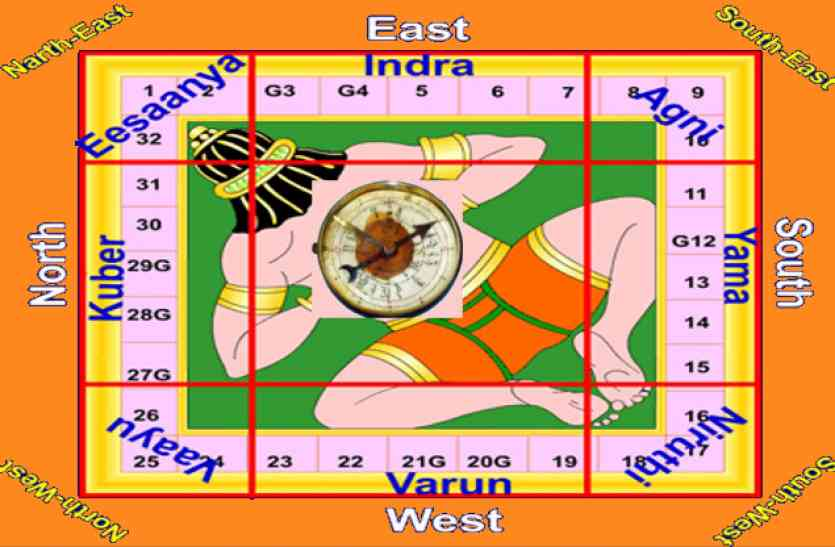 East
Narth-East
South-East
Indra
Eesaanya
Agni
1 2 G3 G4 5 6 7 8 9
32 10
31 11
30 G12
29G 13
28G 14
27G 15
26 16
25 24 23 22 21G 20G 19 18 17
North
Kuber
Yama
South
Vaayu
Niruthi
Varun
North-West
West
South-West